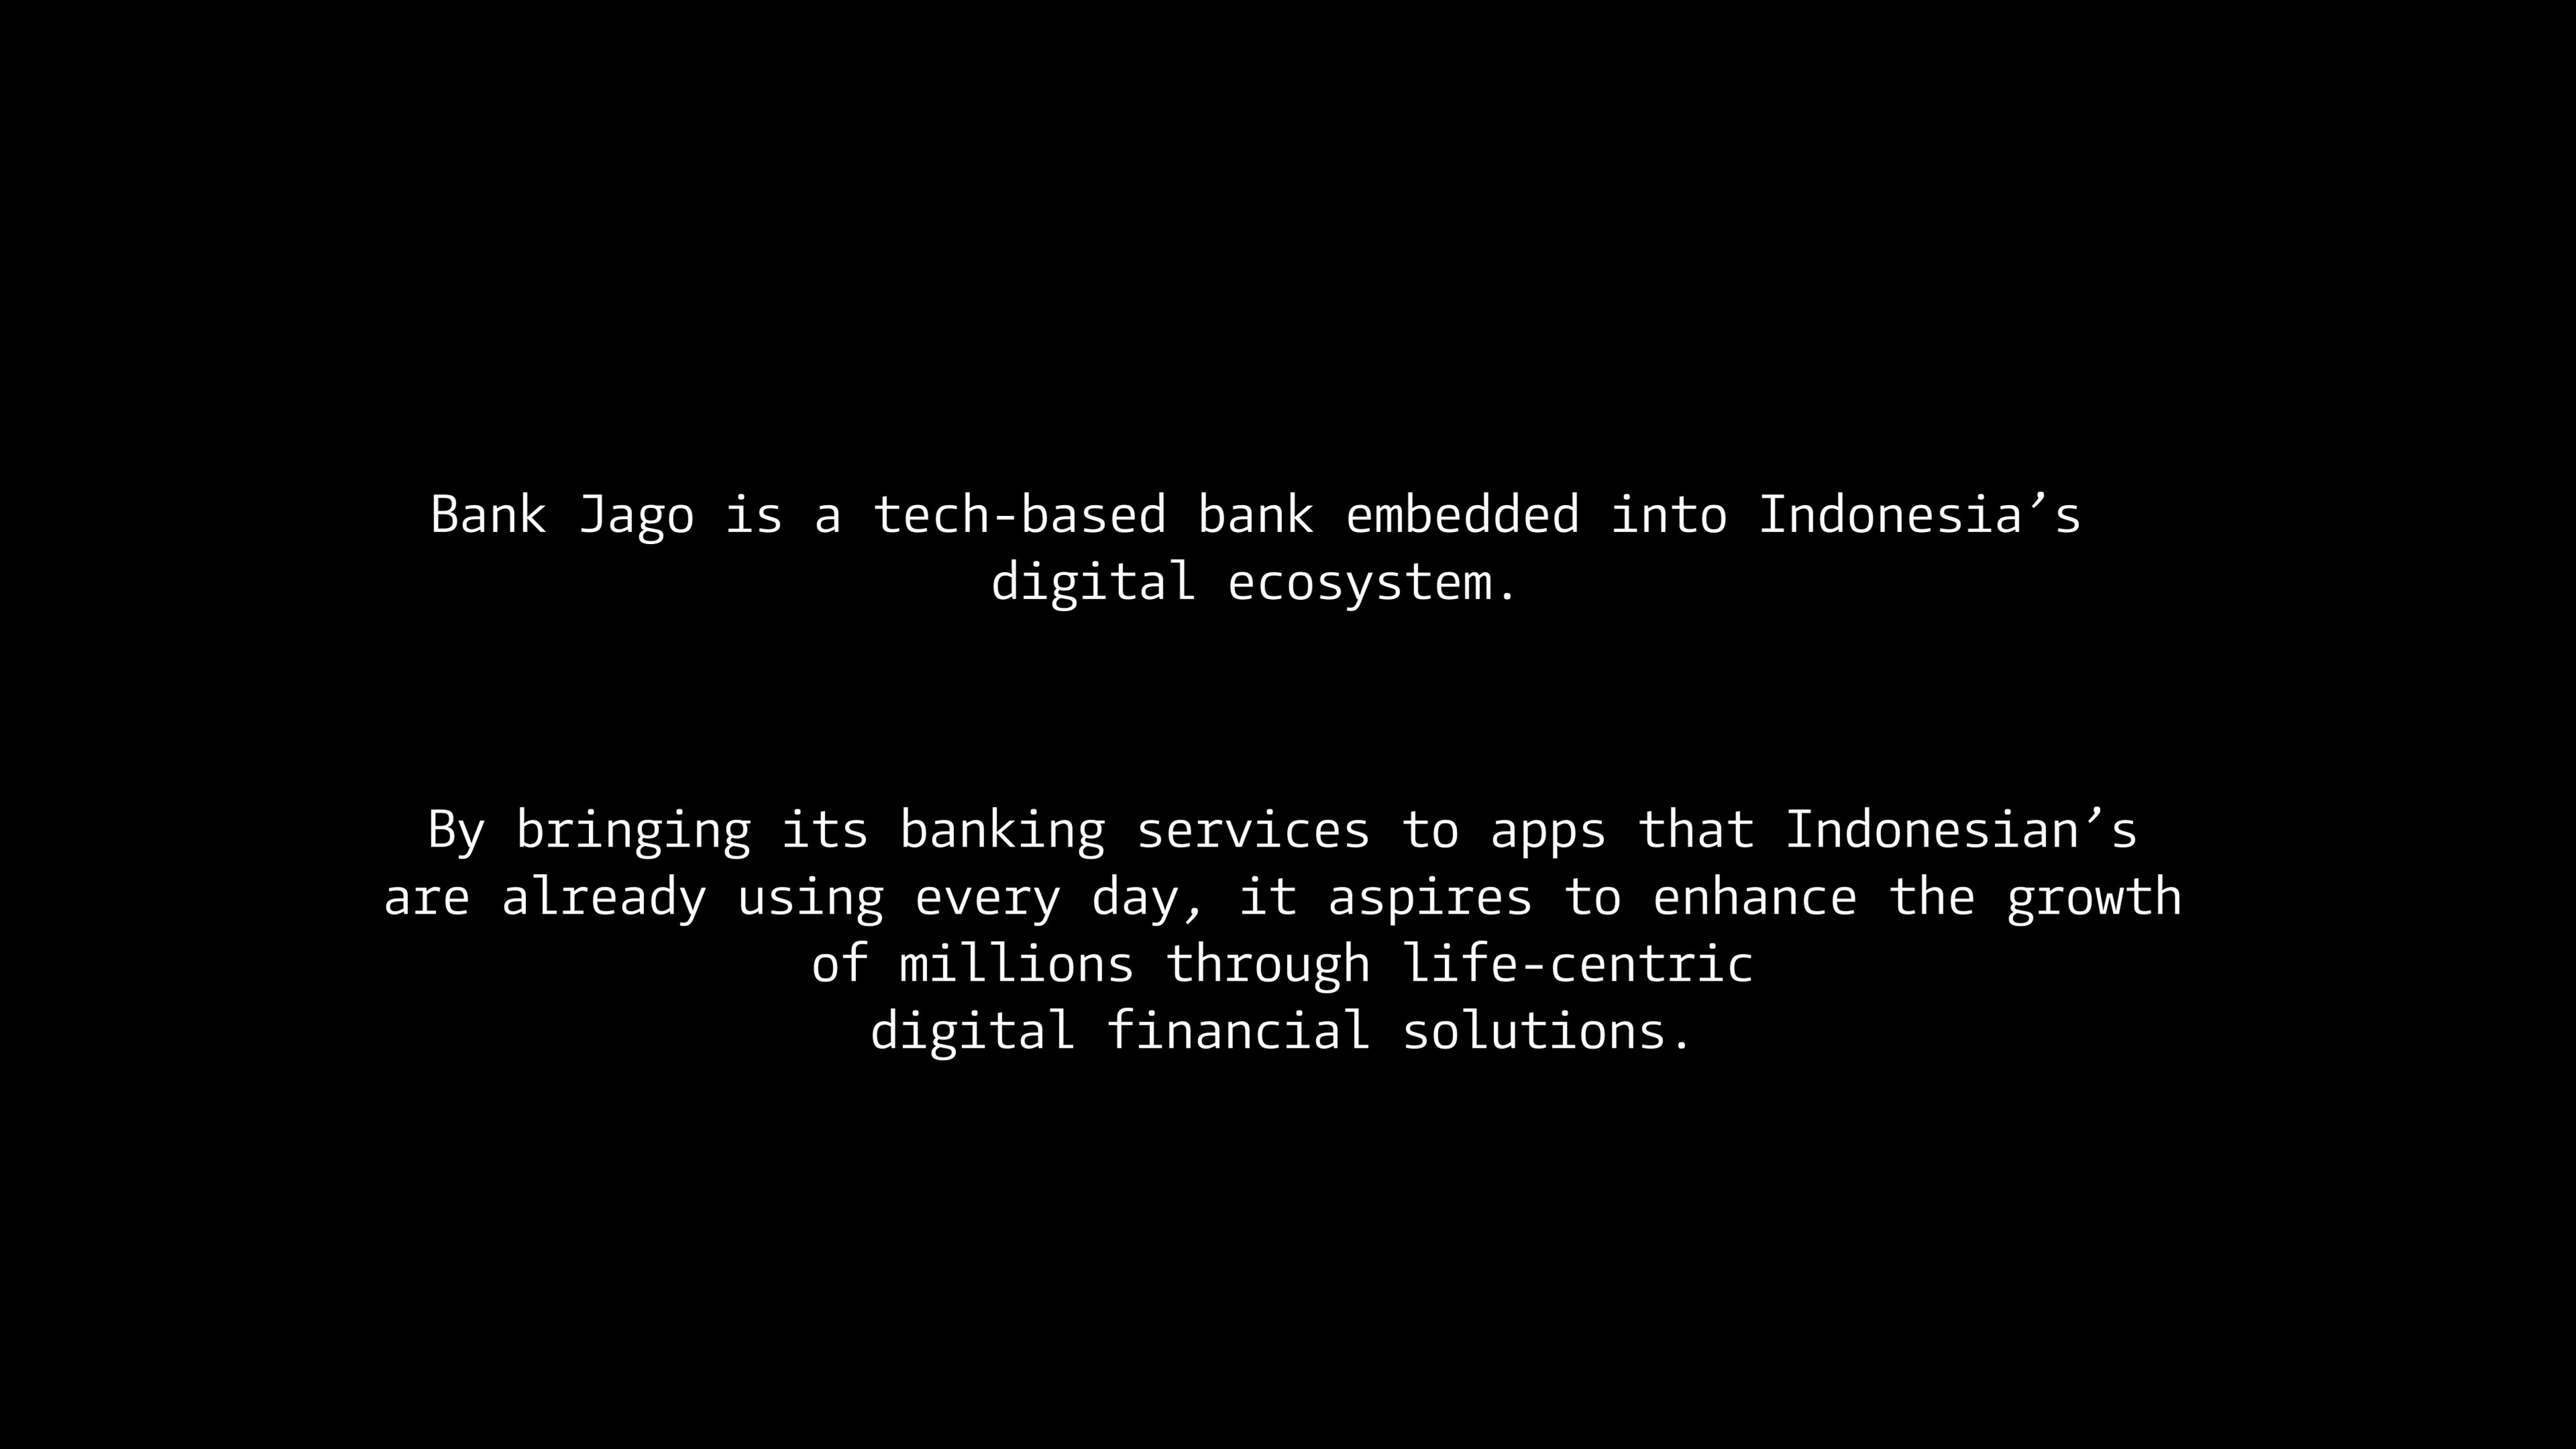 Bank Jago is a tech-based bank embedded into Indonesia’s
digital ecosystem.
By bringing its banking services to apps that Indonesian’s
are already using every day, it aspires to enhance the growth
of millions through life-centric
digital financial solutions.